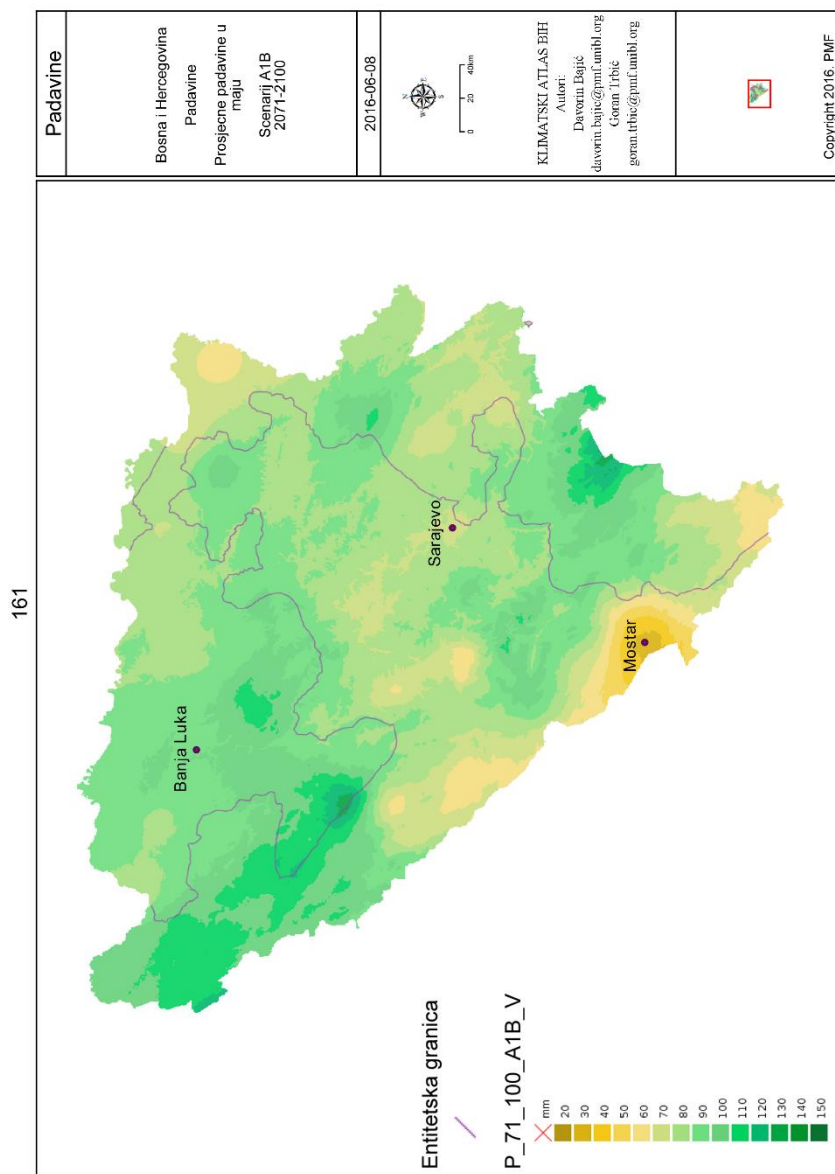 161
Padavine
Bosna i Hercegovina
Padavine
Prosjecne padavine u
maju
Scenarij A1B
2071-2100
2016-06-08
N
W
E
S
0 20 40km
KLIMATSKI ATLAS BIH
Autori:
Davorin Bajić
davorin.bajic@pmf.unibl.org
Goran Trbić
goran.trbic@pmf.unibl.org
Copyright 2016. PMF
Banja Luka
Sarajevo
Mostar
Entitetska granica
P_71_100_A1B_V
mm
20
30
40
50
60
70
80
90
100
110
120
130
140
150